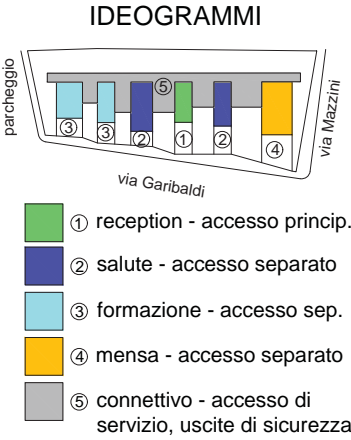 IDEOGRAMMI
parcheggio
via Mazzini
⑤
③ ③ ② ① ② ④
via Garibaldi
① reception - accesso princip.
② salute - accesso separato
③ formazione - accesso sep.
④ mensa - accesso separato
⑤ connettivo - accesso di
servizio, uscite di sicurezza